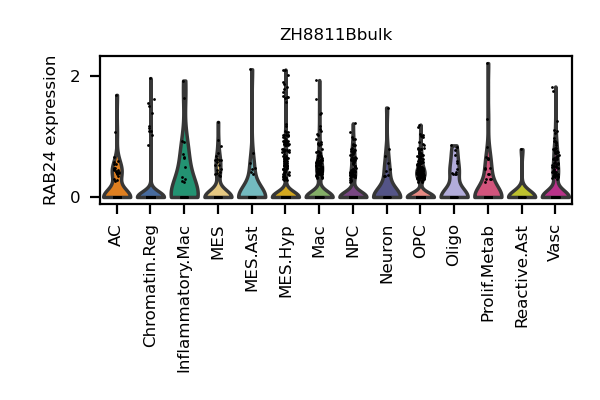 ZH8811Bbulk
RAB24 expression
2
0
AC
Chromatin.Reg
Inflammatory.Mac
MES
MES.Ast
MES.Hyp
Mac
NPC
Neuron
OPC
Oligo
Prolif.Metab
Reactive.Ast
Vasc